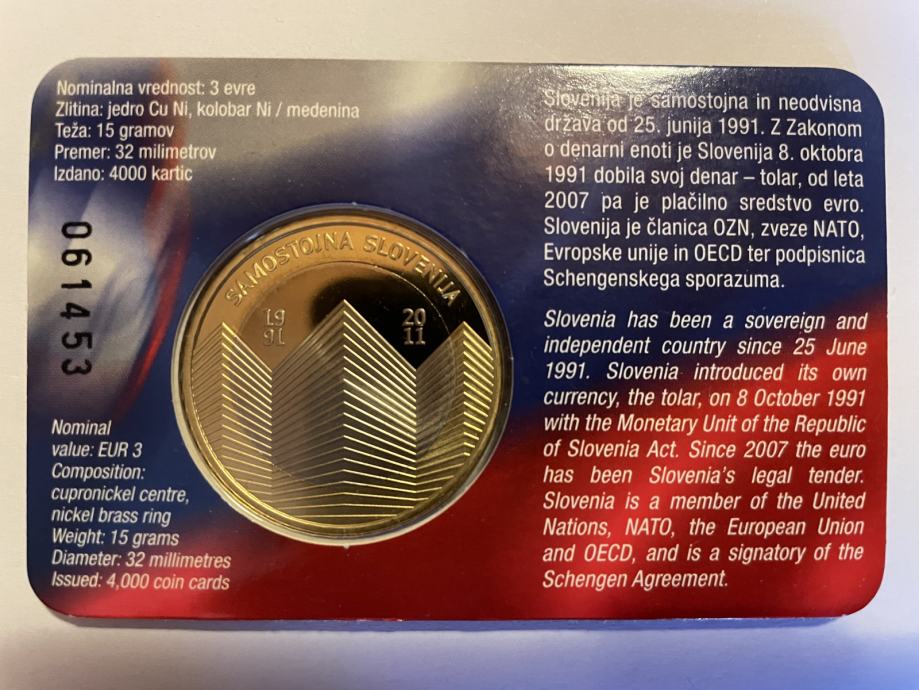 Nominalna vrednost: 3 evre
Zlitina: jedro Cu Ni, kolobar Ni / medenina
Teža: 15 gramov
Premer: 32 milimetrov
Izdano: 4000 kartic
061453
Nominal
value: EUR 3
Composition:
cupronickel centre,
nickel brass ring
Weight: 15 grams
Diameter: 32 millimetres
Issued: 4,000 coin cards
SAMOSTOJNA SLOVENIJA
19
91
20
11
Slovenija je samostojna in neodvisna
država od 25. junija 1991. Z Zakonom
o denarni enoti je Slovenija 8. oktobra
1991 dobila svoj denar – tolar, od leta
2007 pa je plačilno sredstvo evro.
Slovenija je članica OZN, zveze NATO,
Evropske unije in OECD ter podpisnica
Schengenskega sporazuma.
Slovenia has been a sovereign and
independent country since 25 June
1991. Slovenia introduced its own
currency, the tolar, on 8 October 1991
with the Monetary Unit of the Republic
of Slovenia Act. Since 2007 the euro
has been Slovenia's legal tender.
Slovenia is a member of the United
Nations, NATO, the European Union
and OECD, and is a signatory of the
Schengen Agreement.